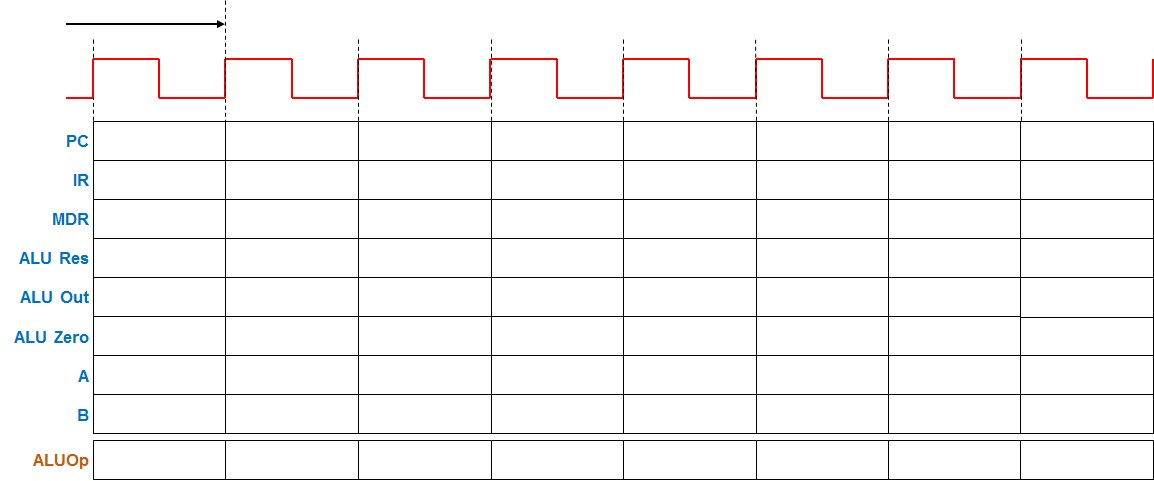 PC
IR
MDR
ALU Res
ALU Out
ALU Zero
A
B
ALUOp